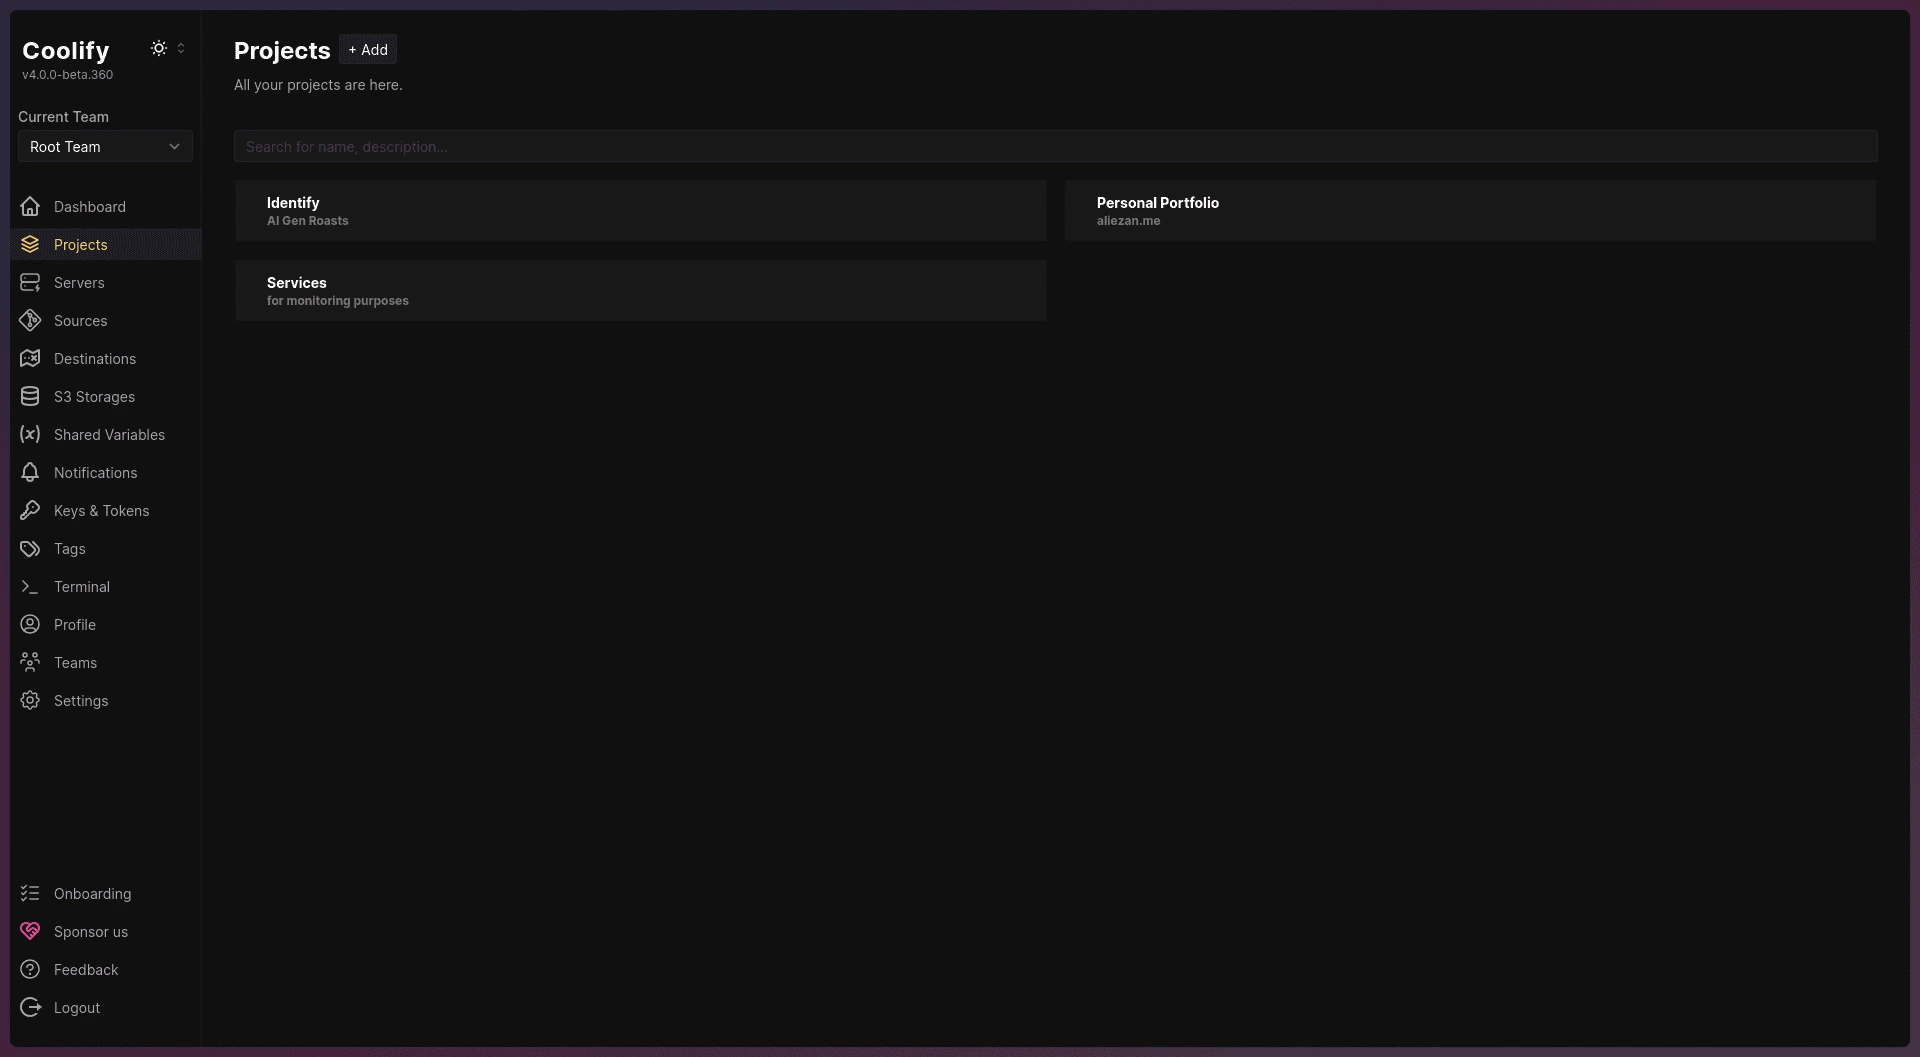 Coolify
v4.0.0-beta.360
Current Team
Root Team
Dashboard
Projects
Servers
Sources
Destinations
S3 Storages
Shared Variables
Notifications
Keys & Tokens
Tags
Terminal
Profile
Teams
Settings
Onboarding
Sponsor us
Feedback
Logout
Projects
+ Add
All your projects are here.
Search for name, description...
Identify
AI Gen Roasts
Personal Portfolio
aliezan.me
Services
for monitoring purposes